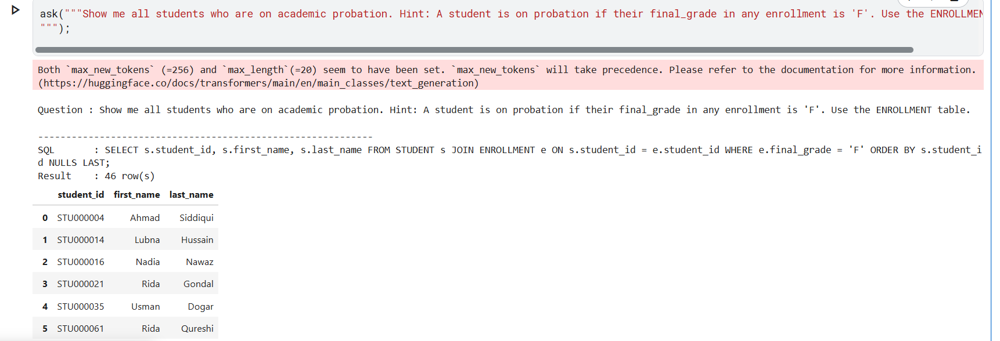 ask("""Show me all students who are on academic probation. Hint: A student is on probation if their final_grade in any enrollment is 'F'. Use the ENROLLMEN
""");
Both `max_new_tokens` (=256) and `max_length`(=20) seem to have been set. `max_new_tokens` will take precedence. Please refer to the documentation for more information.
(https://huggingface.co/docs/transformers/main/en/main_classes/text_generation)
Question : Show me all students who are on academic probation. Hint: A student is on probation if their final_grade in any enrollment is 'F'. Use the ENROLLMENT table.
------------------------------------------------------------
SQL       : SELECT s.student_id, s.first_name, s.last_name FROM STUDENT s JOIN ENROLLMENT e ON s.student_id = e.student_id WHERE e.final_grade = 'F' ORDER BY s.student_i
d NULLS LAST;
Result    : 46 row(s)
student_id first_name last_name
0 STU000004 Ahmad Siddiqui
1 STU000014 Lubna Hussain
2 STU000016 Nadia Nawaz
3 STU000021 Rida Gondal
4 STU000035 Usman Dogar
5 STU000061 Rida Qureshi